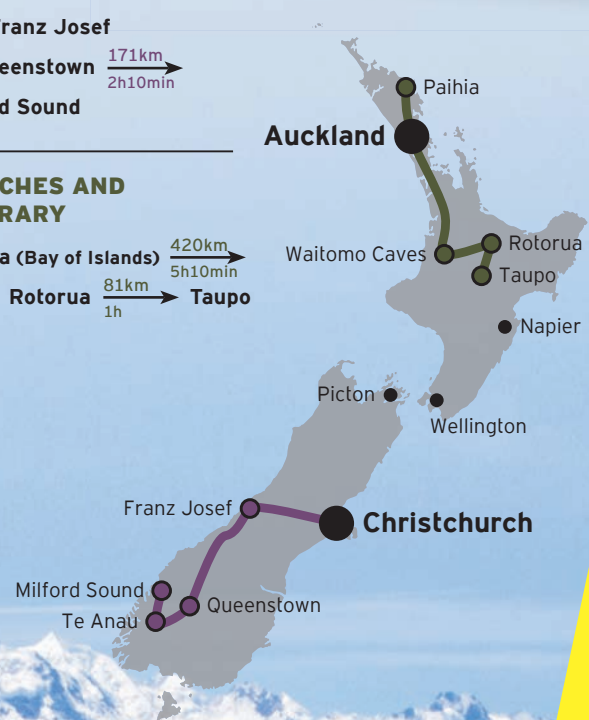 ranz Josef
eenstown 171km 2h10min
d Sound
CHES AND
RARY
a (Bay of Islands) 420km 5h10min
Rotorua 81km 1h Taupo
Paihia
Auckland
Waitomo Caves
Rotorua
Taupo
Napier
Picton
Wellington
Franz Josef
Christchurch
Milford Sound
Queenstown
Te Anau